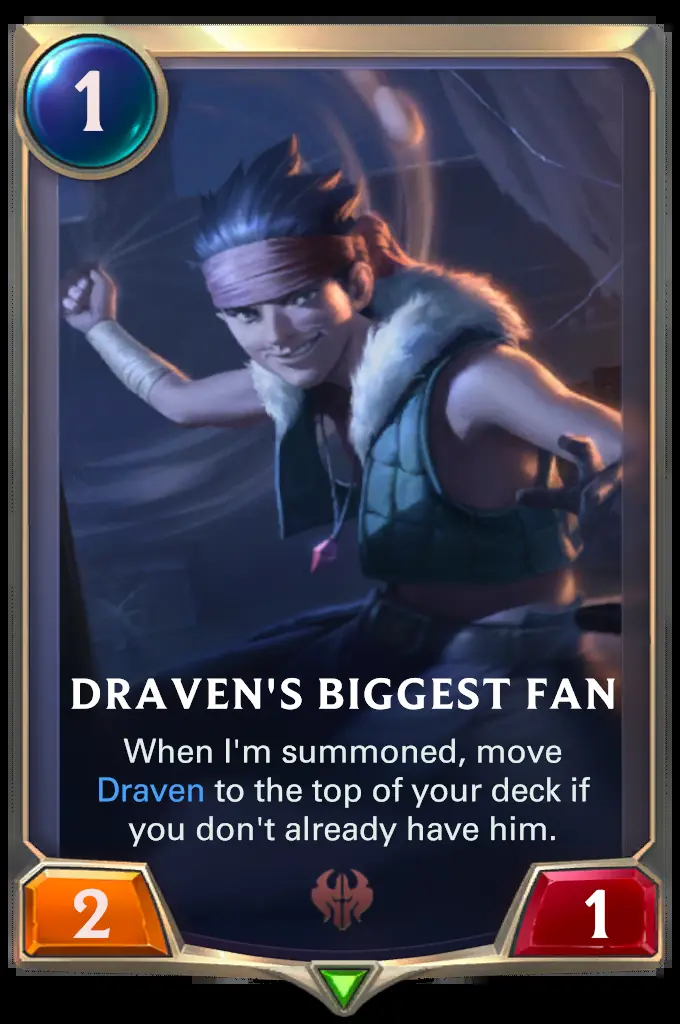 1
DRAVEN'S BIGGEST FAN
When I'm summoned, move
Draven to the top of your deck if
you don't already have him.
2
1